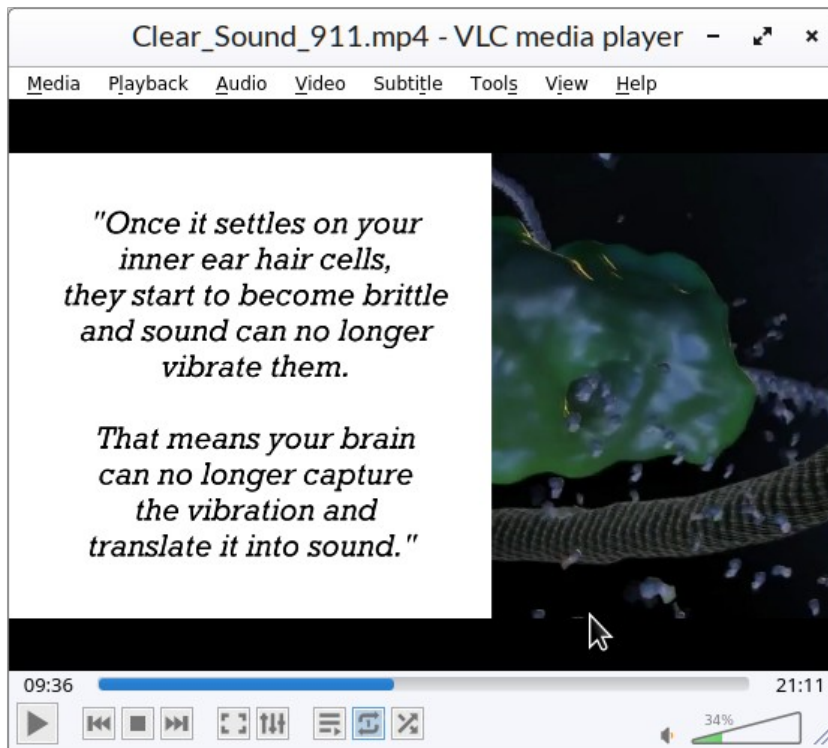 Clear_Sound_911.mp4 - VLC media player
Media Playback Audio Video Subtitle Tools View Help
"Once it settles on your
inner ear hair cells,
they start to become brittle
and sound can no longer
vibrate them.
That means your brain
can no longer capture
the vibration and
translate it into sound."
09:36 21:11
34%